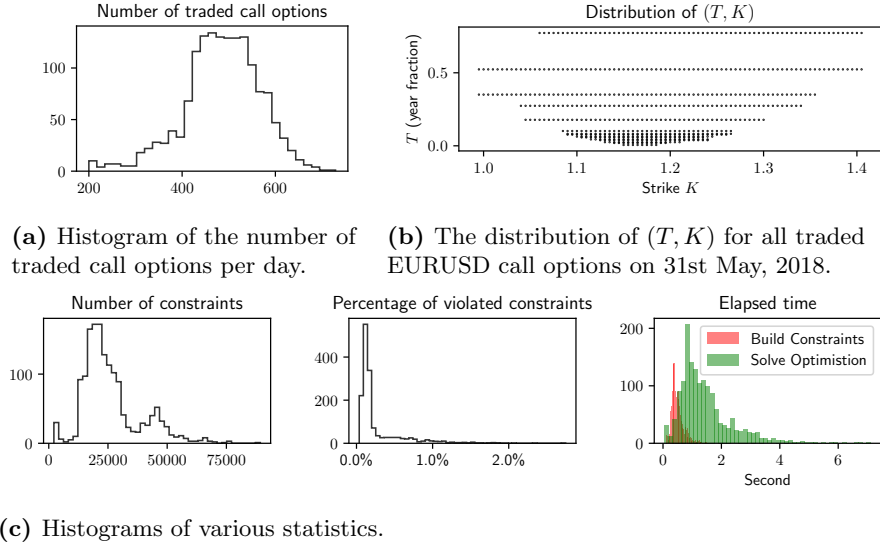 Number of traded call options
100
50
0
200
400
600
Distribution of (T, K)
T (year fraction)
0.5
0.0
1.0
1.1
1.2
1.3
1.4
Strike K
(a) Histogram of the number of
traded call options per day.
(b) The distribution of (T, K) for all traded
EURUSD call options on 31st May, 2018.
Number of constraints
100
0
0
25000
50000
75000
Percentage of violated constraints
400
200
0
0.0%
1.0%
2.0%
Elapsed time
200
100
0
Build Constraints
Solve Optimistion
0
2
4
6
Second
(c) Histograms of various statistics.